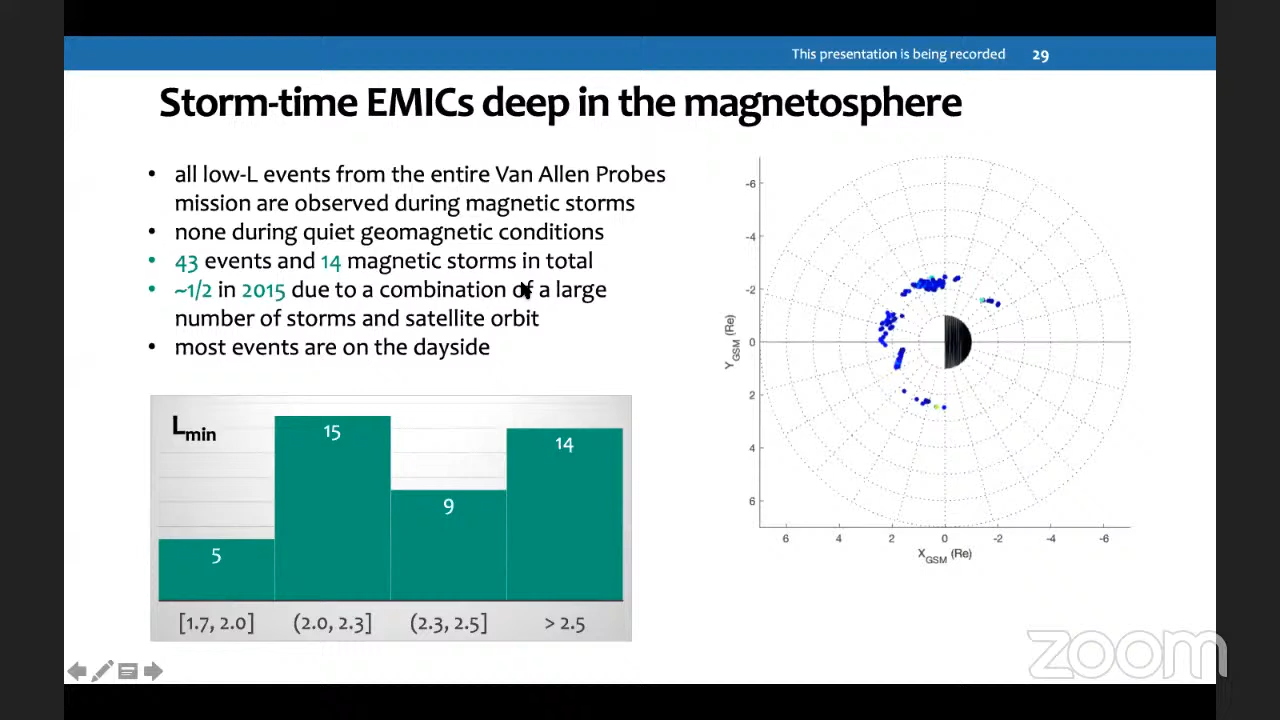 This presentation is being recorded 29
Storm-time EMICs deep in the magnetosphere
• all low-L events from the entire Van Allen Probes
mission are observed during magnetic storms
• none during quiet geomagnetic conditions
• 43 events and 14 magnetic storms in total
• ~1/2 in 2015 due to a combination of a large
number of storms and satellite orbit
• most events are on the dayside
Lmin
5
15
9
14
[1.7, 2.0]
(2.0, 2.3]
(2.3, 2.5]
> 2.5
-6
-4
-2
0
2
4
6
YGSM (Re)
6 4 2 0 -2 -4 -6
XGSM (Re)
zoom